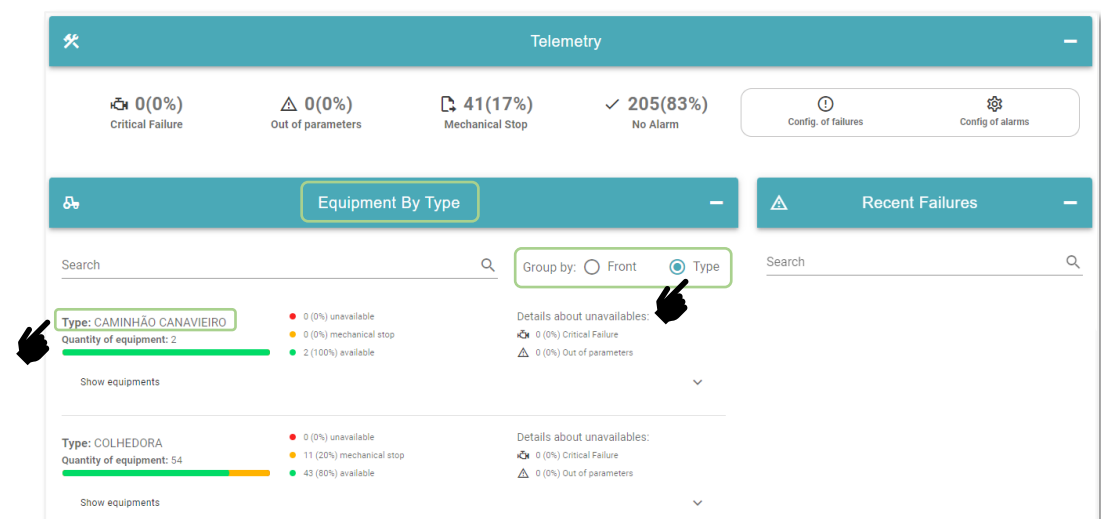 Telemetry
0(0%)
Critical Failure
0(0%)
Out of parameters
41(17%)
Mechanical Stop
205(83%)
No Alarm
Config. of failures
Config of alarms
Equipment By Type
Recent Failures
Search
Group by: Front Type
Search
Type: CAMINHÃO CANAVIEIRO
Quantity of equipment: 2
0 (0%) unavailable
0 (0%) mechanical stop
2 (100%) available
Details about unavailables:
0 (0%) Critical Failure
0 (0%) Out of parameters
Show equipments
Type: COLHEDORA
Quantity of equipment: 54
0 (0%) unavailable
11 (20%) mechanical stop
43 (80%) available
Details about unavailables:
0 (0%) Critical Failure
0 (0%) Out of parameters
Show equipments